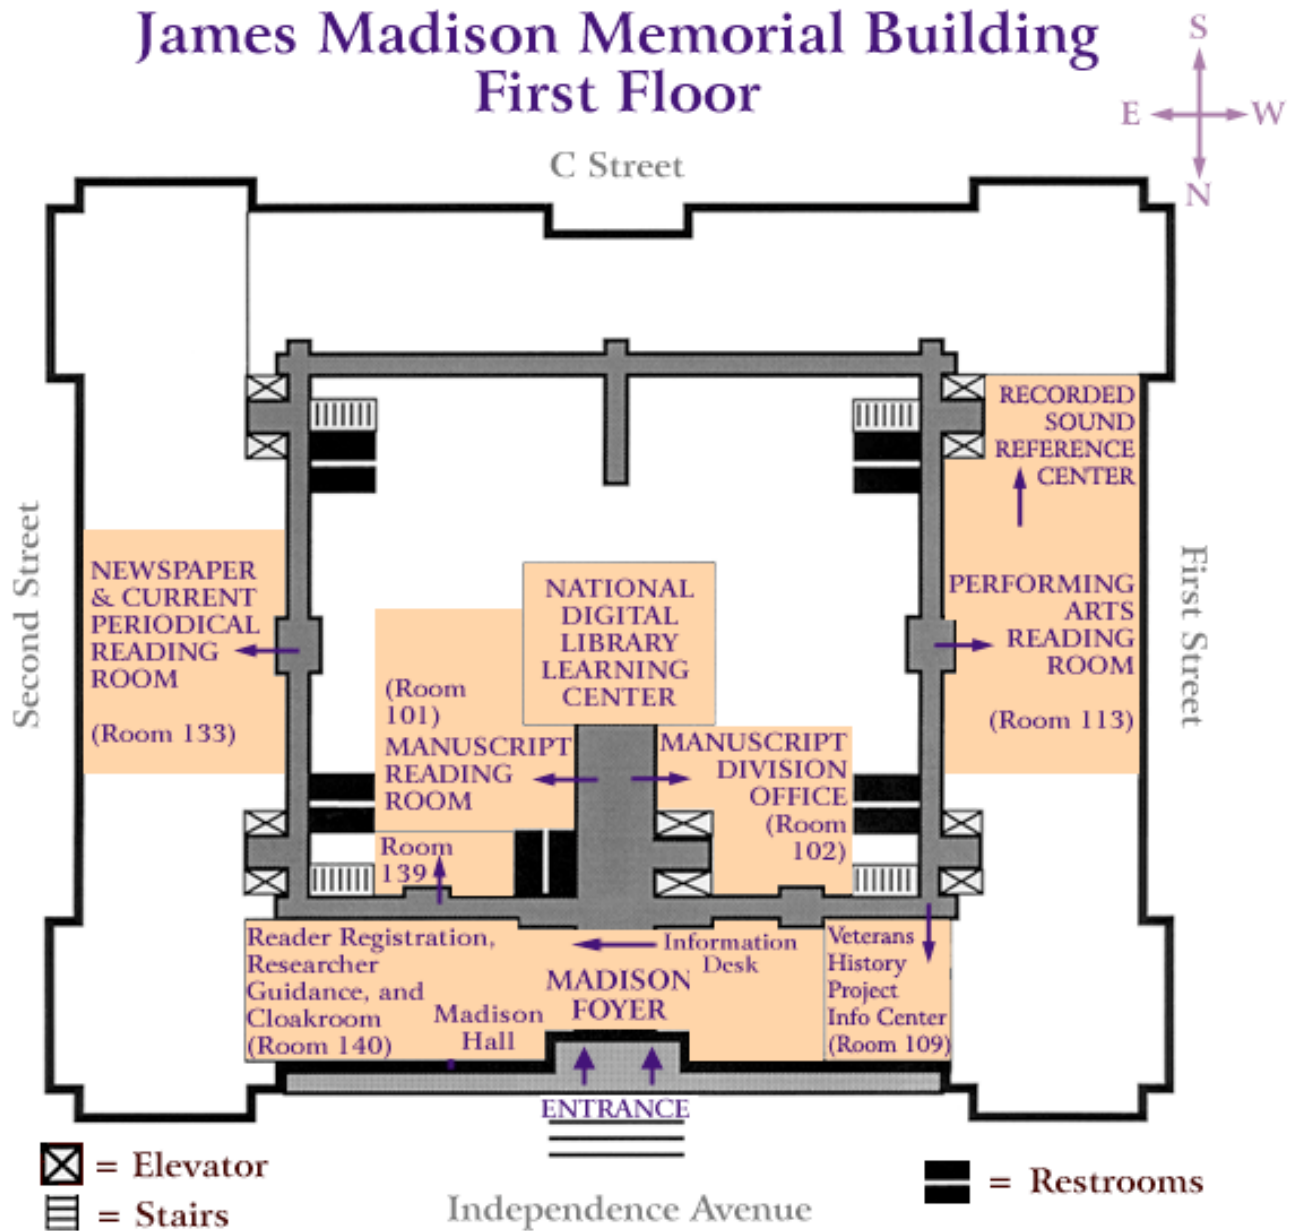 James Madison Memorial Building
First Floor
S
E
W
N
C Street
Second Street
First Street
RECORDED
SOUND
REFERENCE
CENTER
NEWSPAPER
& CURRENT
PERIODICAL
READING
ROOM
(Room 133)
NATIONAL
DIGITAL
LIBRARY
LEARNING
CENTER
PERFORMING
ARTS
READING
ROOM
(Room 113)
(Room
101)
MANUSCRIPT
READING
ROOM
MANUSCRIPT
DIVISION
OFFICE
(Room
102)
Room
139
Reader Registration,
Researcher
Guidance, and
Cloakroom
(Room 140)
Madison
Hall
Information
Desk
MADISON
FOYER
Veterans
History
Project
Info Center
(Room 109)
ENTRANCE
= Elevator
= Stairs
= Restrooms
Independence Avenue